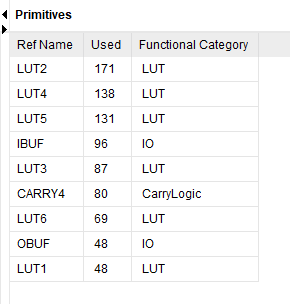 Primitives
Ref Name Used Functional Category
LUT2 171 LUT
LUT4 138 LUT
LUT5 131 LUT
IBUF 96 IO
LUT3 87 LUT
CARRY4 80 CarryLogic
LUT6 69 LUT
OBUF 48 IO
LUT1 48 LUT